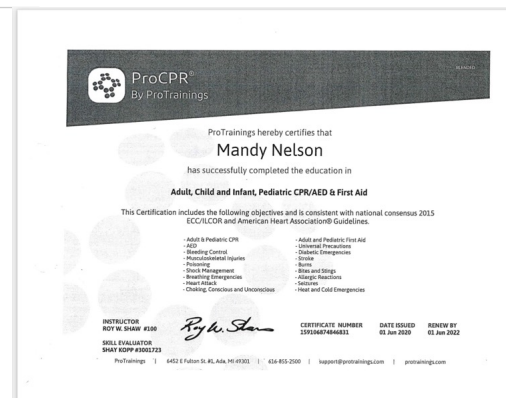 BLENDED
ProCPR®
By ProTrainings
ProTrainings hereby certifies that
Mandy Nelson
has successfully completed the education in
Adult, Child and Infant, Pediatric CPR/AED & First Aid
This Certification includes the following objectives and is consistent with national consensus 2015
ECC/ILCOR and American Heart Association® Guidelines.
- Adult & Pediatric CPR
- AED
- Bleeding Control
- Musculoskeletal Injuries
- Poisoning
- Shock Management
- Breathing Emergencies
- Heart Attack
- Choking, Conscious and Unconscious
- Adult and Pediatric First Aid
- Universal Precautions
- Diabetic Emergencies
- Stroke
- Burns
- Bites and Stings
- Allergic Reactions
- Seizures
- Heat and Cold Emergencies
INSTRUCTOR
ROY W. SHAW #100
SKILL EVALUATOR
SHAY KOPP #3001723
Roy W. Shaw
CERTIFICATE NUMBER
159106874846831
DATE ISSUED
01 Jun 2020
RENEW BY
01 Jun 2022
ProTrainings | 6452 E Fulton St. #1, Ada, MI 49301 | 616-855-2500 | support@protrainings.com | protrainings.com